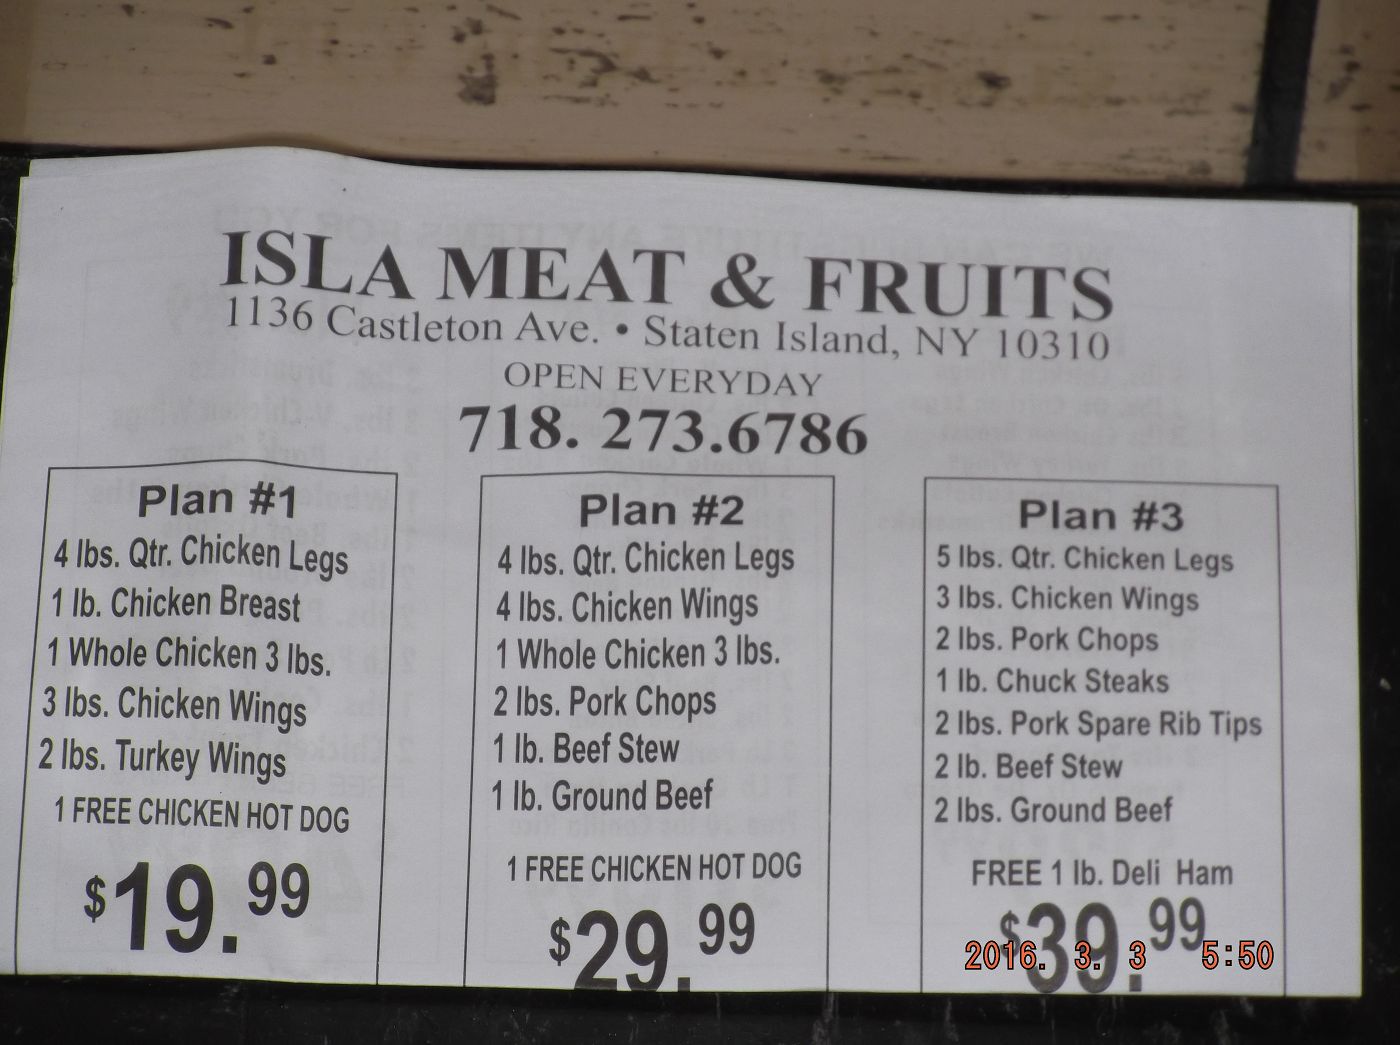 ISLA MEAT & FRUITS
1136 Castleton Ave. • Staten Island, NY 10310
OPEN EVERYDAY
718. 273.6786
Plan #1
4 lbs. Qtr. Chicken Legs
1 lb. Chicken Breast
1 Whole Chicken 3 lbs.
3 lbs. Chicken Wings
2 lbs. Turkey Wings
1 FREE CHICKEN HOT DOG
$19.99
Plan #2
4 lbs. Qtr. Chicken Legs
4 lbs. Chicken Wings
1 Whole Chicken 3 lbs.
2 lbs. Pork Chops
1 lb. Beef Stew
1 lb. Ground Beef
1 FREE CHICKEN HOT DOG
$29.99
Plan #3
5 lbs. Qtr. Chicken Legs
3 lbs. Chicken Wings
2 lbs. Pork Chops
1 lb. Chuck Steaks
2 lbs. Pork Spare Rib Tips
2 lb. Beef Stew
2 lbs. Ground Beef
FREE 1 lb. Deli Ham
$39.99
2016. 3. 3 5:50